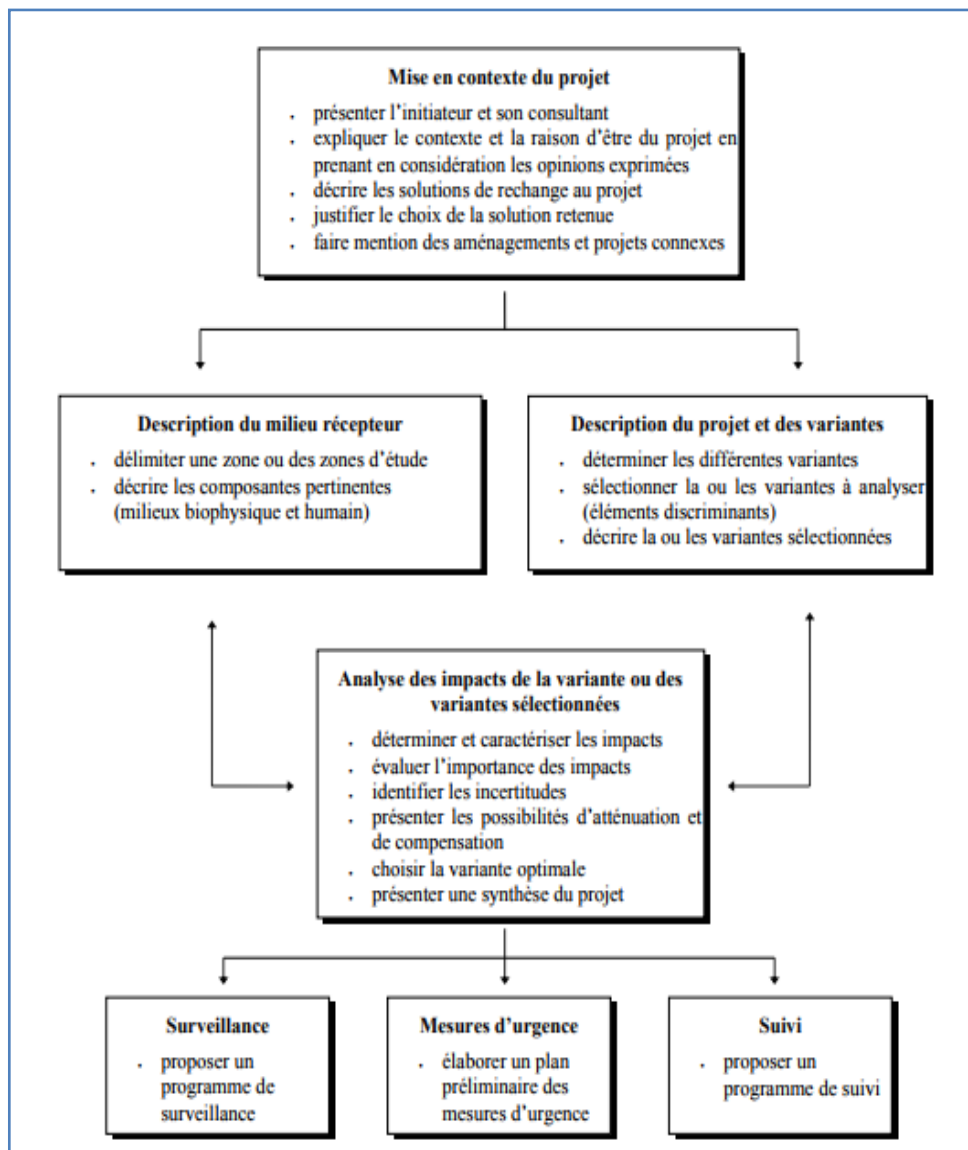 Mise en contexte du projet
. présenter l'initiateur et son consultant
. expliquer le contexte et la raison d'être du projet en
prenant en considération les opinions exprimées
. décrire les solutions de rechange au projet
. justifier le choix de la solution retenue
. faire mention des aménagements et projets connexes
Description du milieu récepteur
. délimiter une zone ou des zones d'étude
. décrire les composantes pertinentes
(milieux biophysique et humain)
Description du projet et des variantes
. déterminer les différentes variantes
. sélectionner la ou les variantes à analyser
(éléments discriminants)
. décrire la ou les variantes sélectionnées
Analyse des impacts de la variante ou des
variantes sélectionnées
. déterminer et caractériser les impacts
. évaluer l'importance des impacts
. identifier les incertitudes
. présenter les possibilités d'atténuation et
de compensation
. choisir la variante optimale
. présenter une synthèse du projet
Surveillance
. proposer un
programme de
surveillance
Mesures d'urgence
. élaborer un plan
préliminaire des
mesures d'urgence
Suivi
. proposer un
programme de suivi